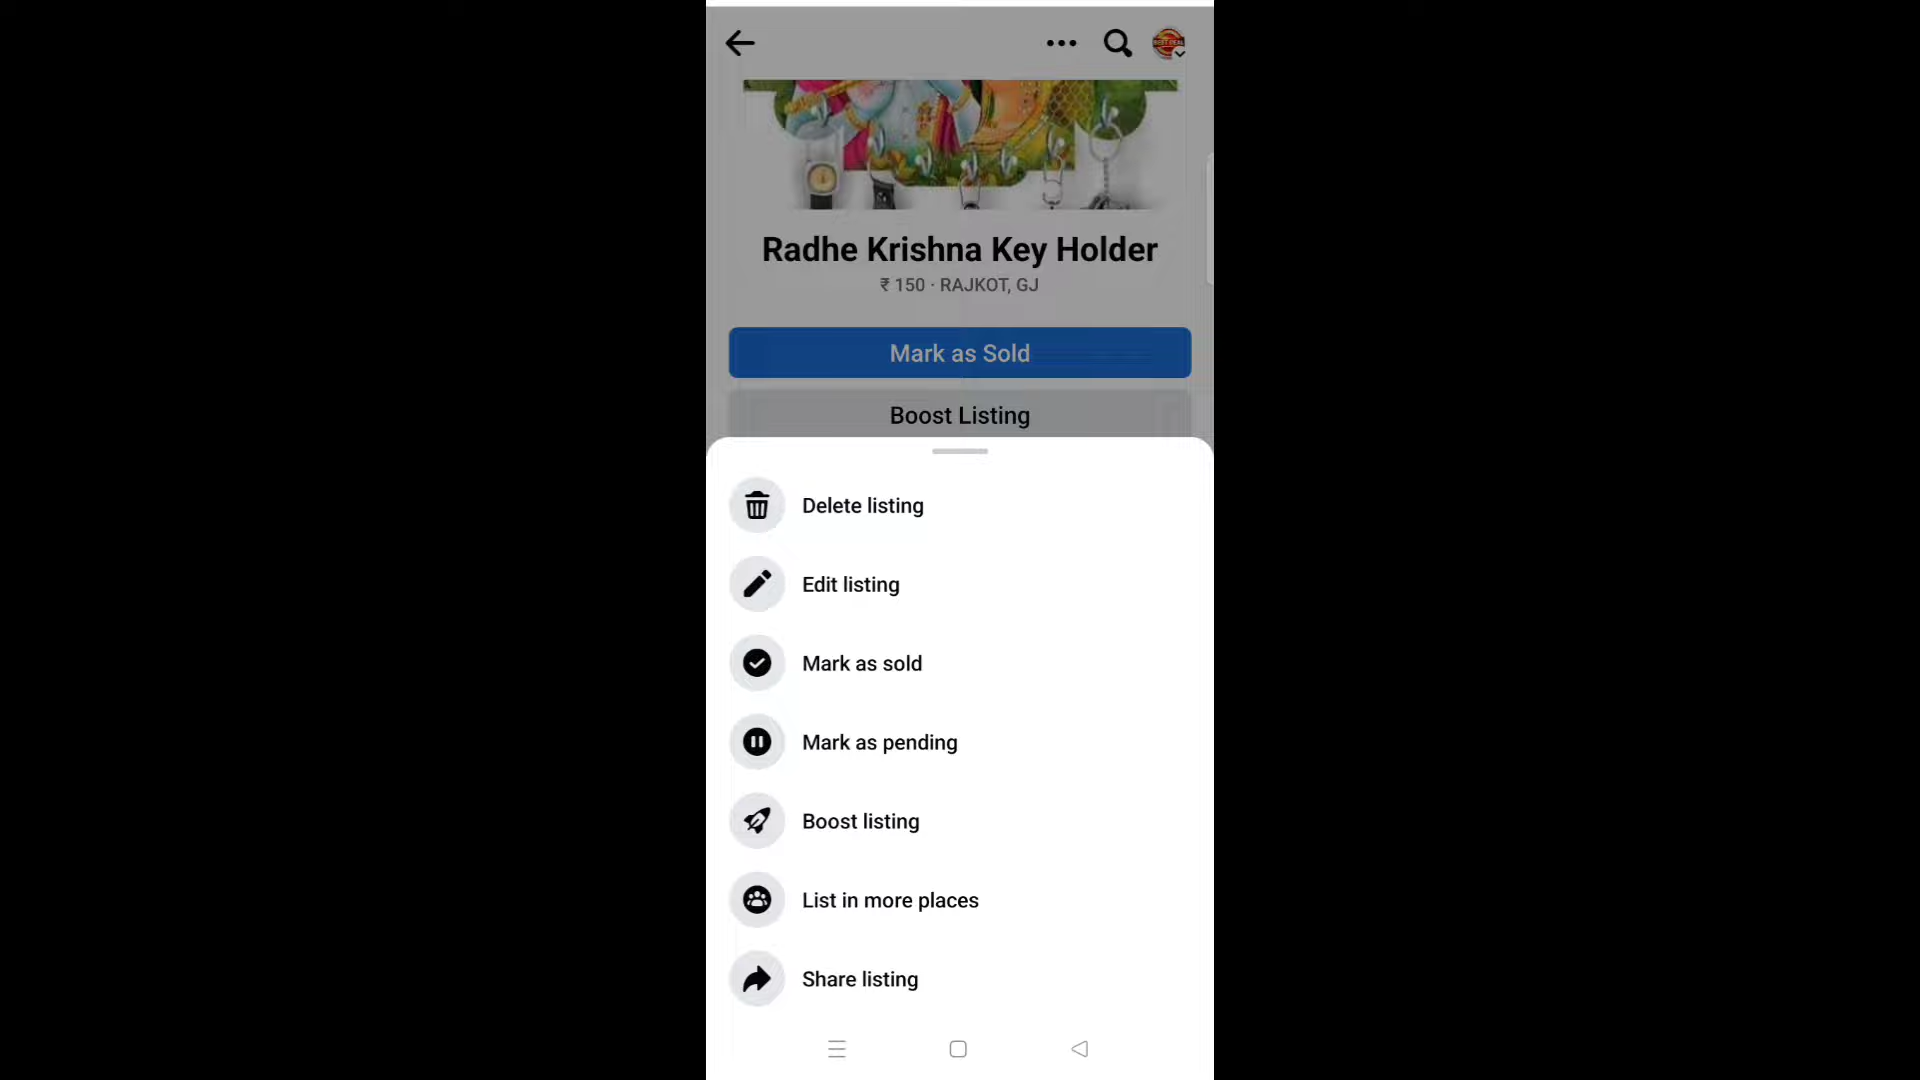 Radhe Krishna Key Holder
₹ 150 · RAJKOT, GJ
Mark as Sold
Boost Listing
Delete listing
Edit listing
Mark as sold
Mark as pending
Boost listing
List in more places
Share listing